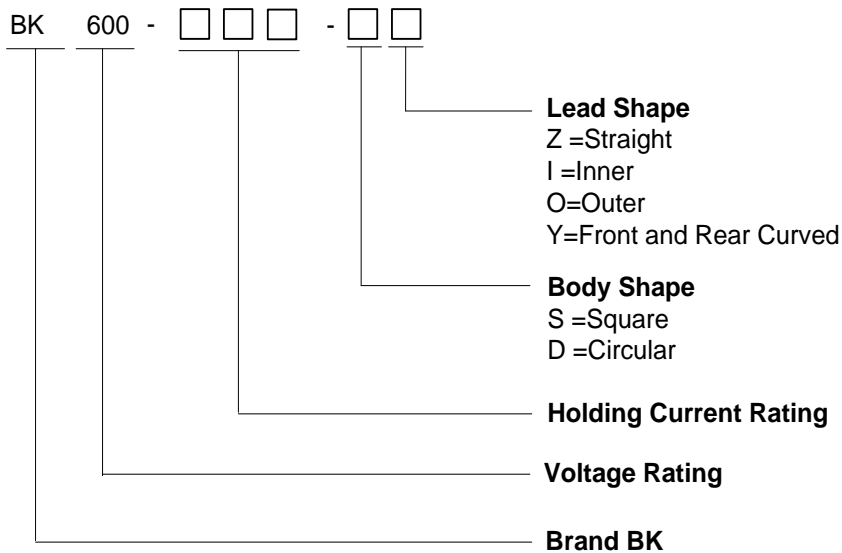 BK 600 - □□□ - □□
Lead Shape
Z =Straight
I =Inner
O=Outer
Y=Front and Rear Curved
Body Shape
S =Square
D =Circular
Holding Current Rating
Voltage Rating
Brand BK